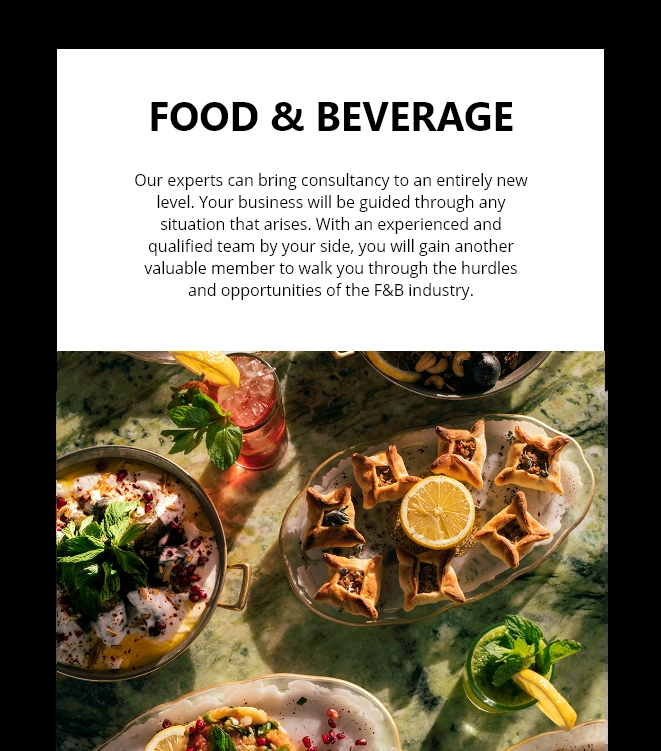 FOOD & BEVERAGE
Our experts can bring consultancy to an entirely new
level. Your business will be guided through any
situation that arises. With an experienced and
qualified team by your side, you will gain another
valuable member to walk you through the hurdles
and opportunities of the F&B industry.